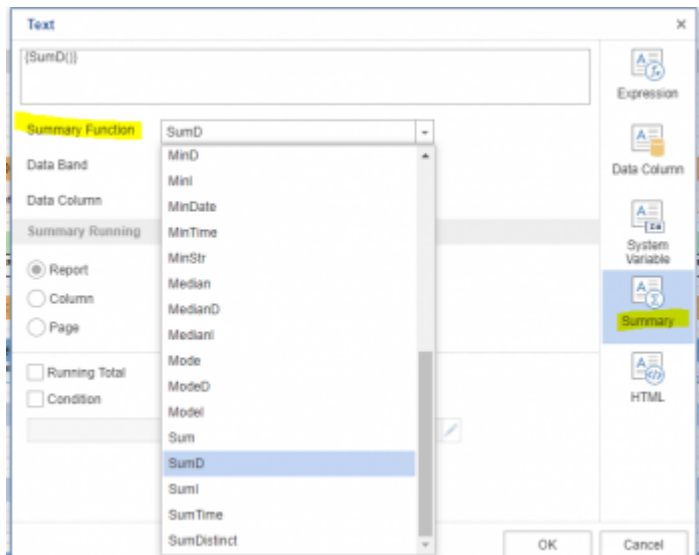 Text
{SumD()}
Expression
Summary Function
SumD
Data Band
MinD
MinI
Data Column
Data Column
MinDate
Summary Running
MinTime
System
Variable
MinStr
Report
Median
Column
MedianD
Summary
Page
MedianI
Mode
Running Total
ModeD
HTML
Condition
ModeI
Sum
SumD
SumI
SumTime
SumDistinct
OK
Cancel